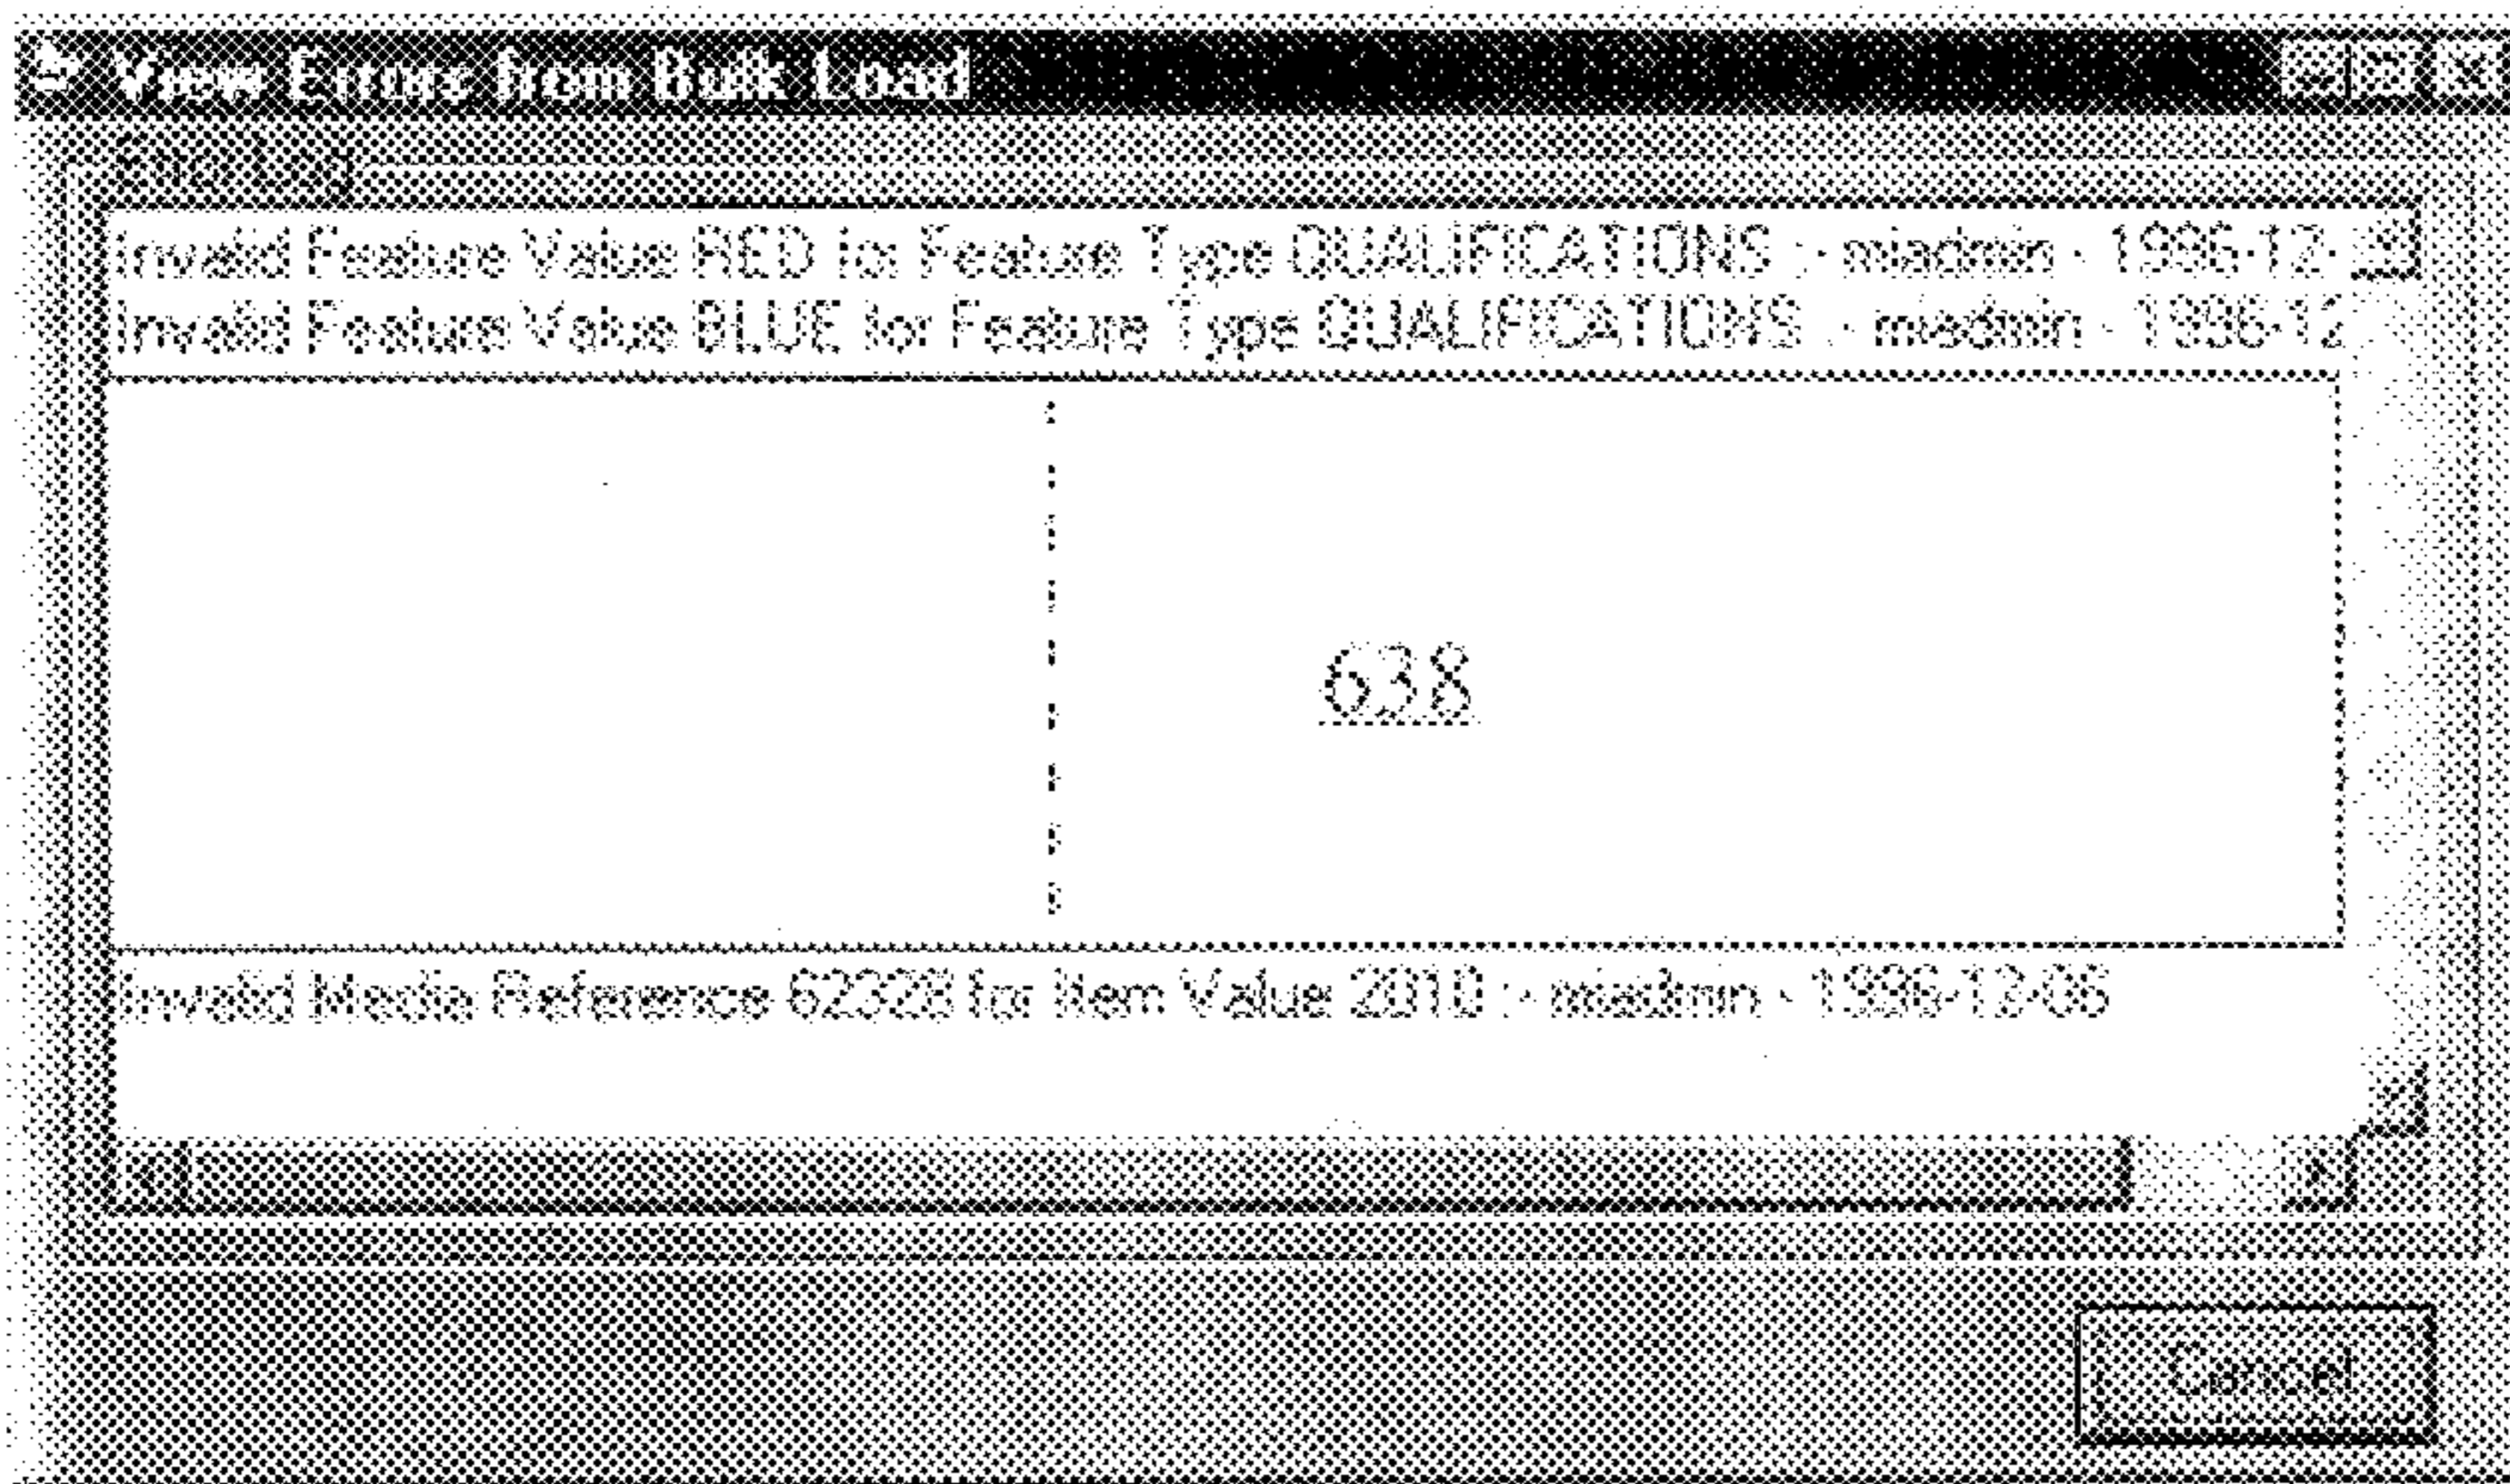 View Errors from Bulk Load
Error Log
Invalid Feature Value RED for Feature Type QUALIFICATIONS : - miadmin - 1996-12-
Invalid Feature Value BLUE for Feature Type QUALIFICATIONS : - miadmin - 1996-12
638
Invalid Media Reference 62328 for Item Value 2010 : - miadmin - 1996-12-06
Cancel